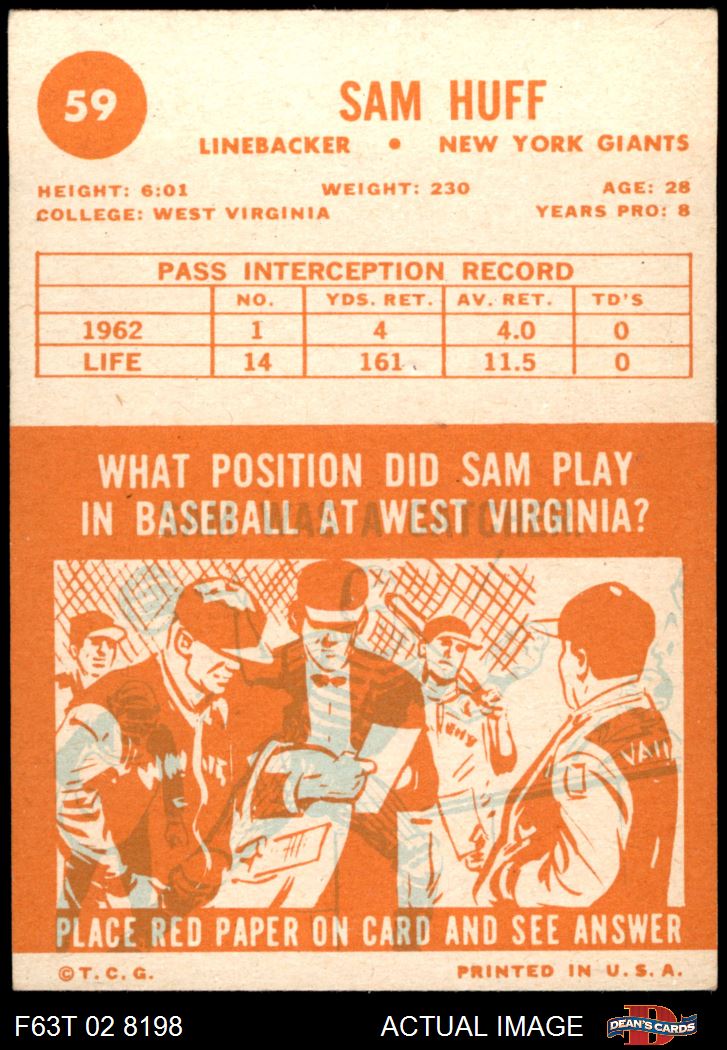 59
SAM HUFF
LINEBACKER • NEW YORK GIANTS
HEIGHT: 6:01 WEIGHT: 230 AGE: 28
COLLEGE: WEST VIRGINIA YEARS PRO: 8
PASS INTERCEPTION RECORD
NO. YDS. RET. AV. RET. TD'S
1962 1 4 4.0 0
LIFE 14 161 11.5 0
WHAT POSITION DID SAM PLAY
IN BASEBALL AT WEST VIRGINIA?
WAS A CATCHER.
PLACE RED PAPER ON CARD AND SEE ANSWER
©T.C.G. PRINTED IN U.S.A.
F63T 02 8198 ACTUAL IMAGE DEAN'S CARDS